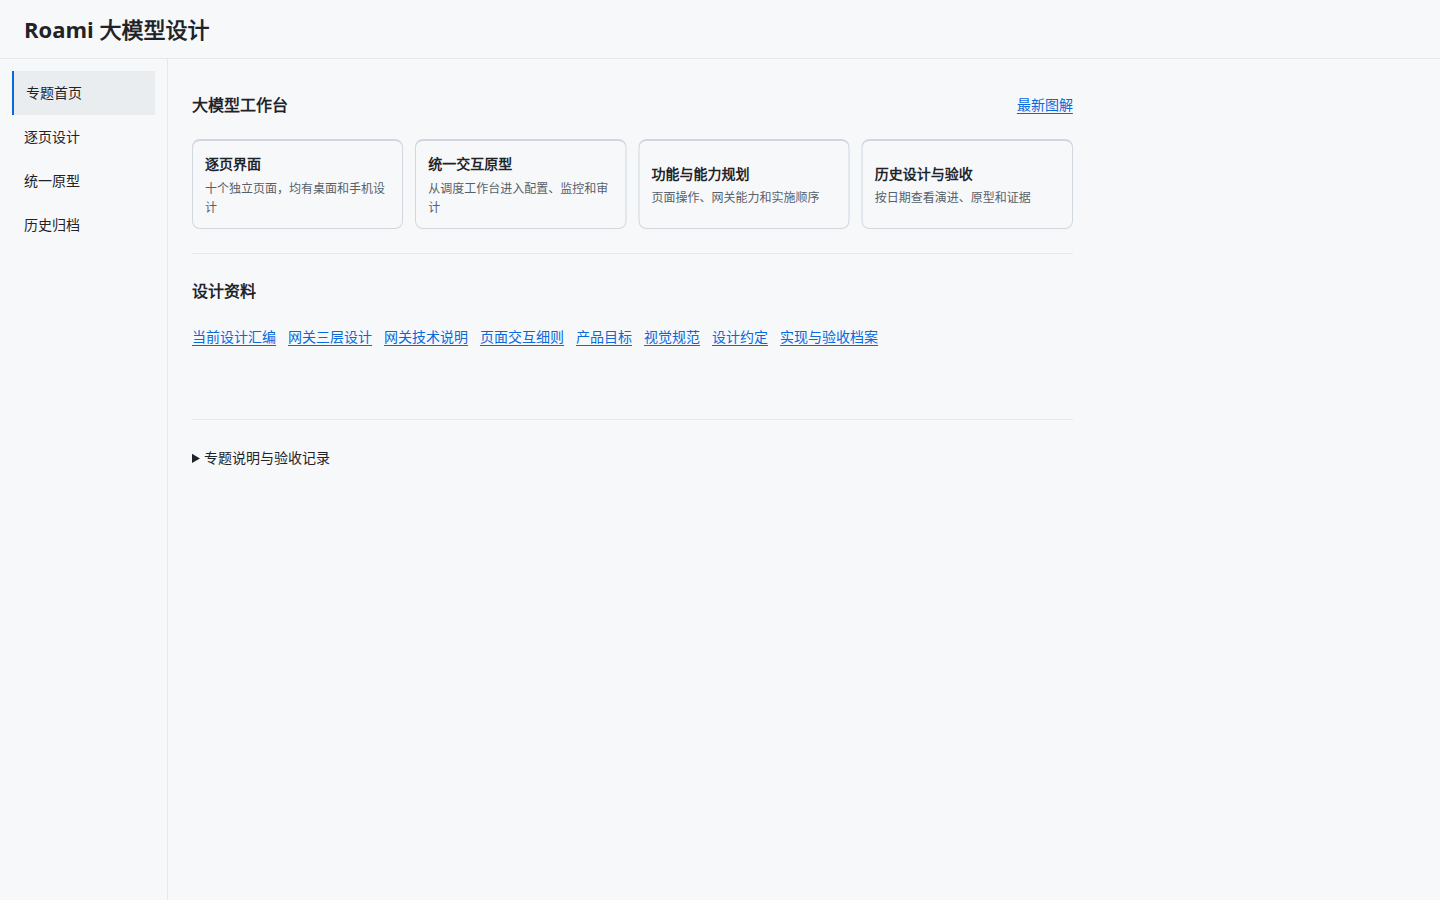 Roami 大模型设计
专题首页
逐页设计
统一原型
历史归档
大模型工作台
最新图解
逐页界面
十个独立页面，均有桌面和手机设
计
统一交互原型
从调度工作台进入配置、监控和审
计
功能与能力规划
页面操作、网关能力和实施顺序
历史设计与验收
按日期查看演进、原型和证据
设计资料
当前设计汇编 网关三层设计 网关技术说明 页面交互细则 产品目标 视觉规范 设计约定 实现与验收档案
专题说明与验收记录